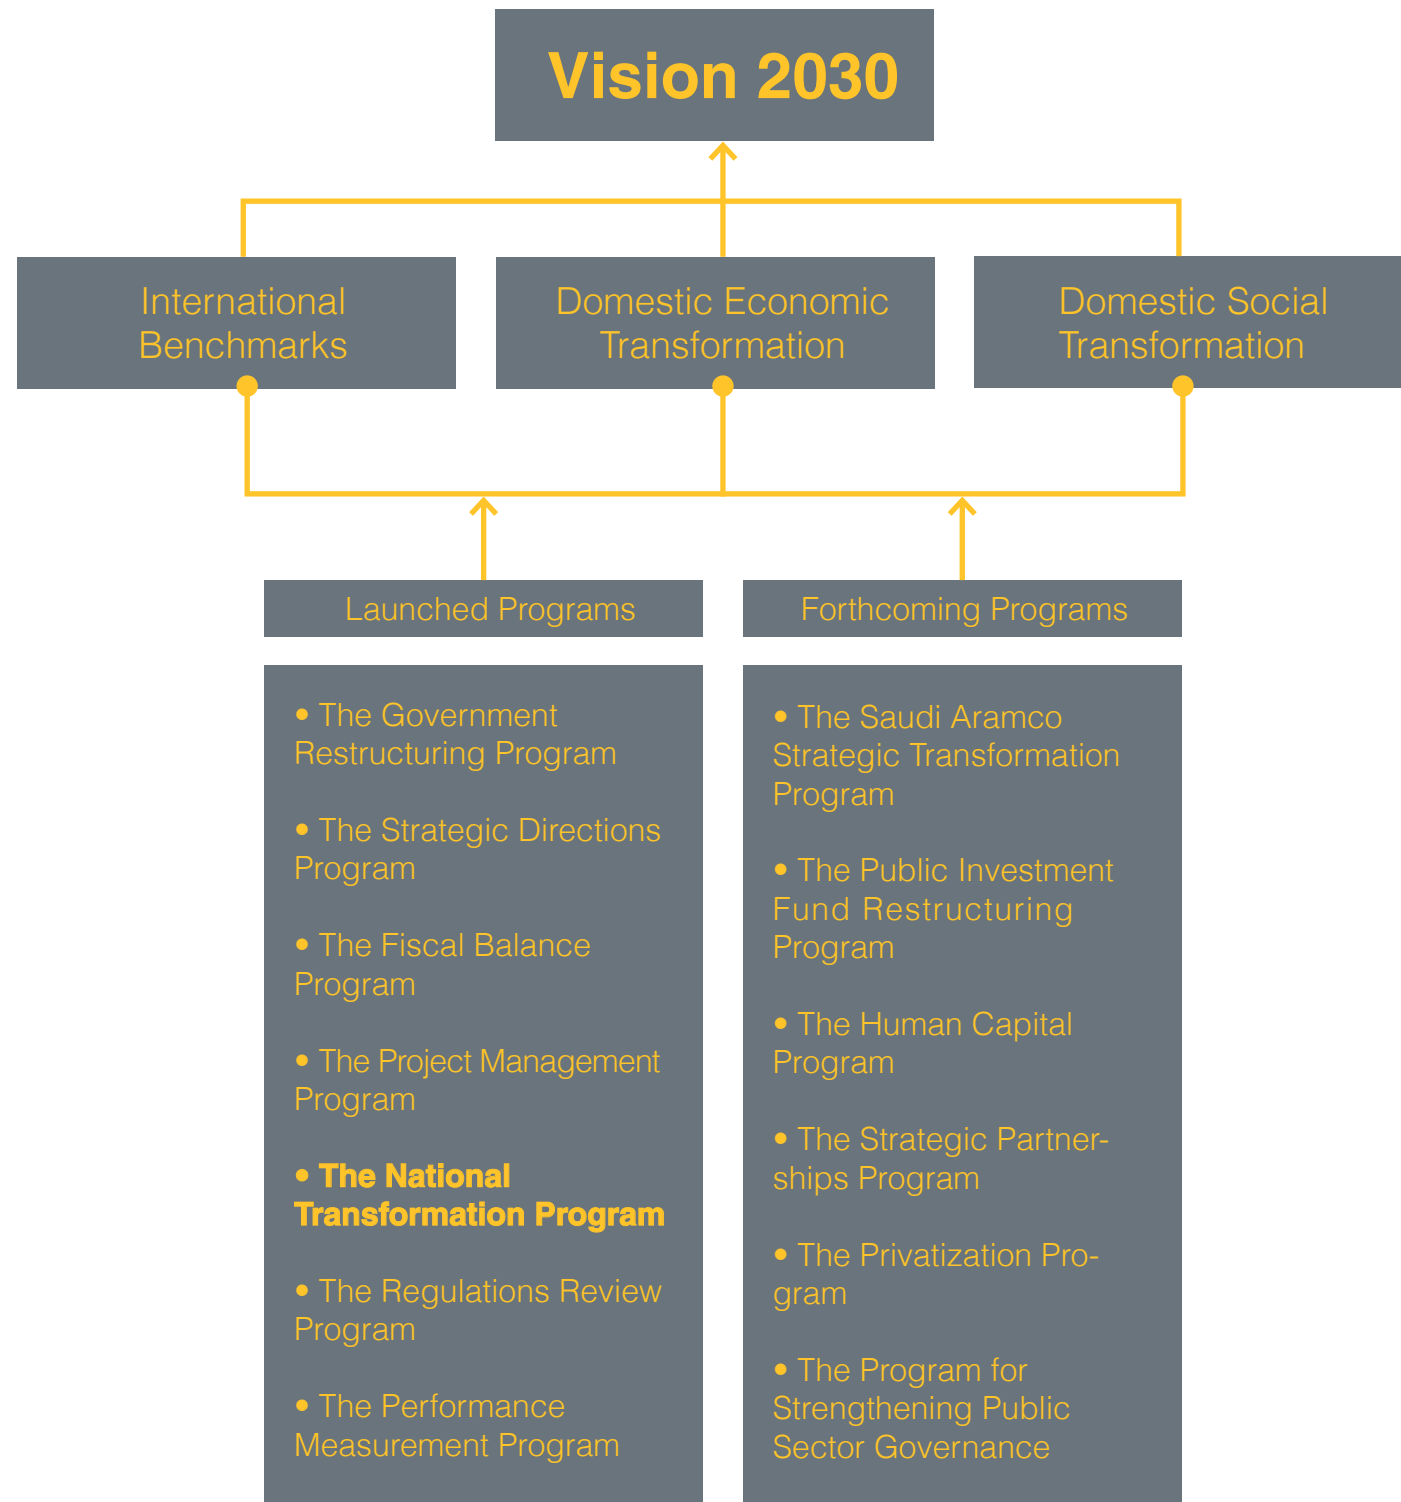 Vision 2030
International
Benchmarks
Domestic Economic
Transformation
Domestic Social
Transformation
Launched Programs
• The Government
Restructuring Program
• The Strategic Directions
Program
• The Fiscal Balance
Program
• The Project Management
Program
• The National
Transformation Program
• The Regulations Review
Program
• The Performance
Measurement Program
Forthcoming Programs
• The Saudi Aramco
Strategic Transformation
Program
• The Public Investment
Fund Restructuring
Program
• The Human Capital
Program
• The Strategic Partner-
ships Program
• The Privatization Pro-
gram
• The Program for
Strengthening Public
Sector Governance